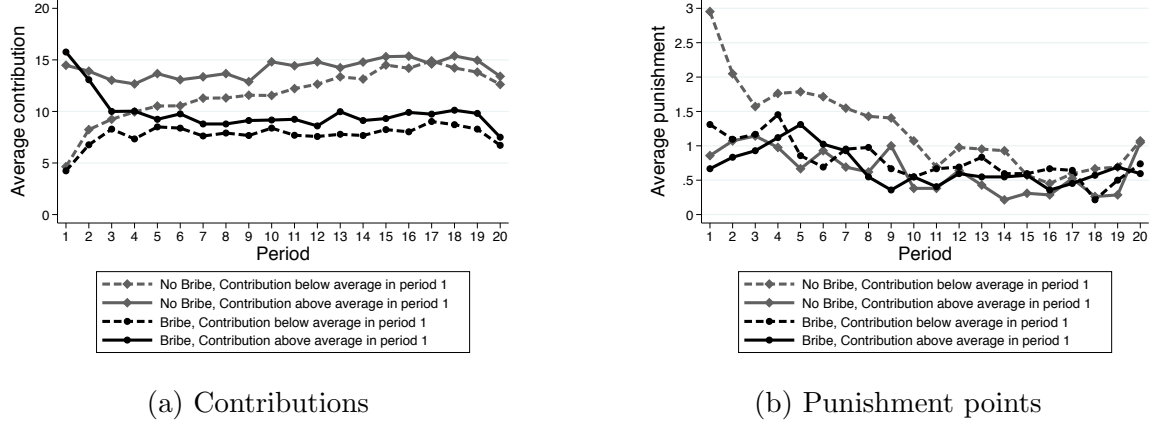 Average contribution
20
15
10
5
0
1 2 3 4 5 6 7 8 9 10 11 12 13 14 15 16 17 18 19 20
Period
No Bribe, Contribution below average in period 1
No Bribe, Contribution above average in period 1
Bribe, Contribution below average in period 1
Bribe, Contribution above average in period 1
(a) Contributions
Average punishment
3
2.5
2
1.5
1
.5
0
1 2 3 4 5 6 7 8 9 10 11 12 13 14 15 16 17 18 19 20
Period
No Bribe, Contribution below average in period 1
No Bribe, Contribution above average in period 1
Bribe, Contribution below average in period 1
Bribe, Contribution above average in period 1
(b) Punishment points